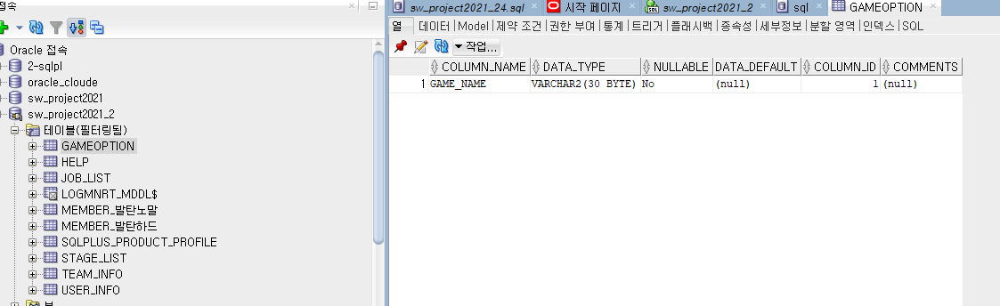 접속
sw_project2021_24.sql
시작 페이지
sw_project2021_2
sql
GAMEOPTION
열 데이터 Model 제약 조건 권한 부여 통계 트리거 플래시백 종속성 세부정보 분할 영역 인덱스 SQL
작업...
COLUMN_NAME DATA_TYPE NULLABLE DATA_DEFAULT COLUMN_ID COMMENTS
1 GAME_NAME VARCHAR2(30 BYTE) No (null) 1 (null)
Oracle 접속
2-sqlpl
oracle_cloude
sw_project2021
sw_project2021_2
테이블(필터링됨)
GAMEOPTION
HELP
JOB_LIST
LOGMNRT_MDDL$
MEMBER_발탄노말
MEMBER_발탄하드
SQLPLUS_PRODUCT_PROFILE
STAGE_LIST
TEAM_INFO
USER_INFO